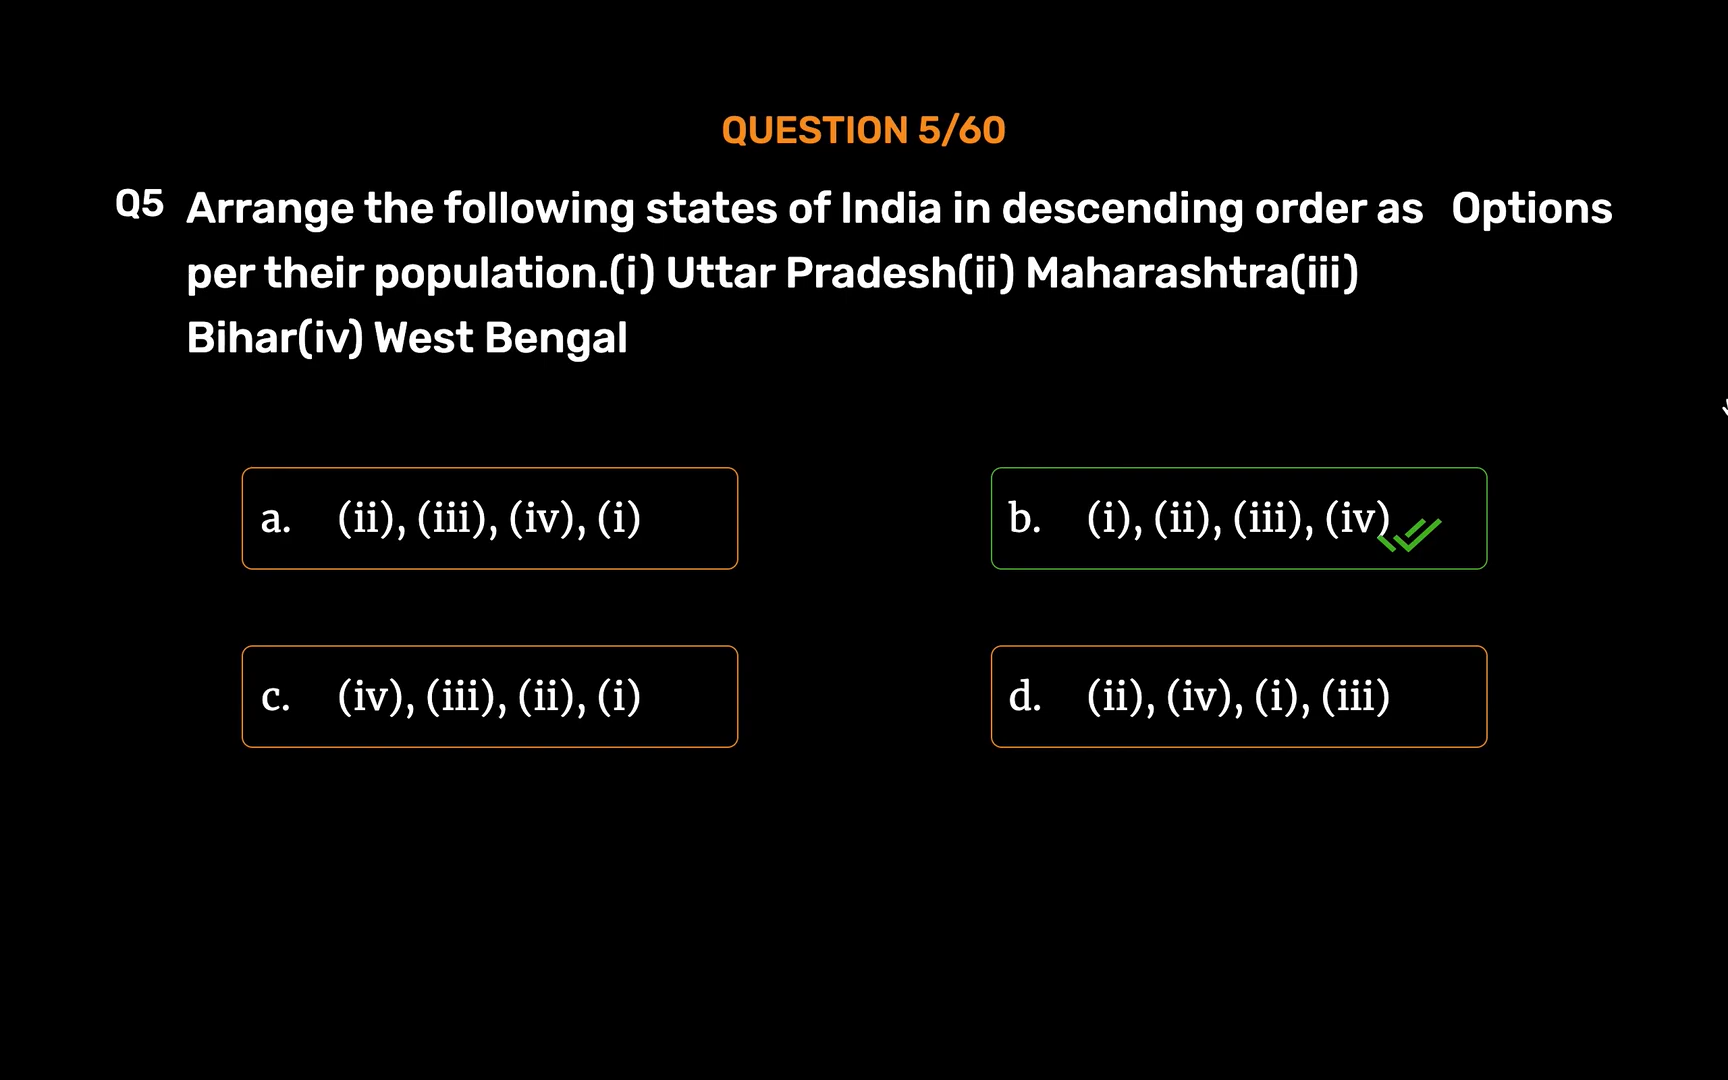 QUESTION 5/60
Q5 Arrange the following states of India in descending order as Options
per their population.(i) Uttar Pradesh(ii) Maharashtra(iii)
Bihar(iv) West Bengal
a. (ii), (iii), (iv), (i)
b. (i), (ii), (iii), (iv)
c. (iv), (iii), (ii), (i)
d. (ii), (iv), (i), (iii)